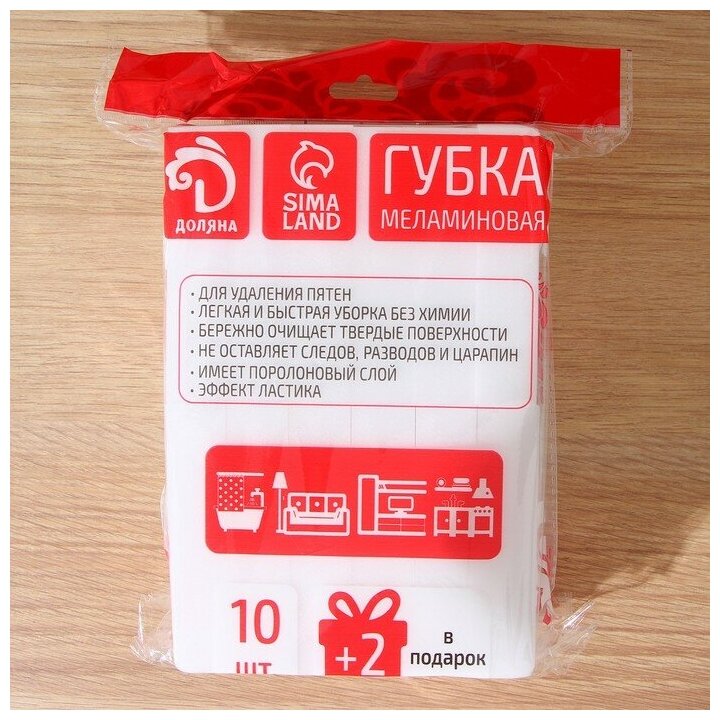 ДОЛЯНА
SIMA
LAND
ГУБКА
МЕЛАМИНОВАЯ
• ДЛЯ УДАЛЕНИЯ ПЯТЕН
• ЛЕГКАЯ И БЫСТРАЯ УБОРКА БЕЗ ХИМИИ
• БЕРЕЖНО ОЧИЩАЕТ ТВЕРДЫЕ ПОВЕРХНОСТИ
• НЕ ОСТАВЛЯЕТ СЛЕДОВ, РАЗВОДОВ И ЦАРАПИН
• ИМЕЕТ ПОРОЛОНОВЫЙ СЛОЙ
• ЭФФЕКТ ЛАСТИКА
10
шт
+2
в
подарок